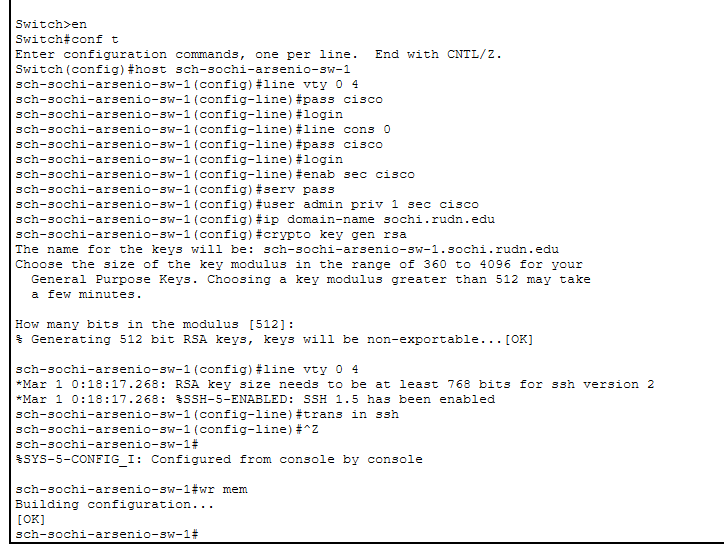 Switch>en
Switch#conf t
Enter configuration commands, one per line.  End with CNTL/Z.
Switch(config)#host sch-sochi-arsenio-sw-1
sch-sochi-arsenio-sw-1(config)#line vty 0 4
sch-sochi-arsenio-sw-1(config-line)#pass cisco
sch-sochi-arsenio-sw-1(config-line)#login
sch-sochi-arsenio-sw-1(config-line)#line cons 0
sch-sochi-arsenio-sw-1(config-line)#pass cisco
sch-sochi-arsenio-sw-1(config-line)#login
sch-sochi-arsenio-sw-1(config-line)#enab sec cisco
sch-sochi-arsenio-sw-1(config)#serv pass
sch-sochi-arsenio-sw-1(config)#user admin priv 1 sec cisco
sch-sochi-arsenio-sw-1(config)#ip domain-name sochi.rudn.edu
sch-sochi-arsenio-sw-1(config)#crypto key gen rsa
The name for the keys will be: sch-sochi-arsenio-sw-1.sochi.rudn.edu
Choose the size of the key modulus in the range of 360 to 4096 for your
  General Purpose Keys. Choosing a key modulus greater than 512 may take
  a few minutes.

How many bits in the modulus [512]:
% Generating 512 bit RSA keys, keys will be non-exportable...[OK]

sch-sochi-arsenio-sw-1(config)#line vty 0 4
*Mar 1 0:18:17.268: RSA key size needs to be at least 768 bits for ssh version 2
*Mar 1 0:18:17.268: %SSH-5-ENABLED: SSH 1.5 has been enabled
sch-sochi-arsenio-sw-1(config-line)#trans in ssh
sch-sochi-arsenio-sw-1(config-line)#^Z
sch-sochi-arsenio-sw-1#
%SYS-5-CONFIG_I: Configured from console by console

sch-sochi-arsenio-sw-1#wr mem
Building configuration...
[OK]
sch-sochi-arsenio-sw-1#